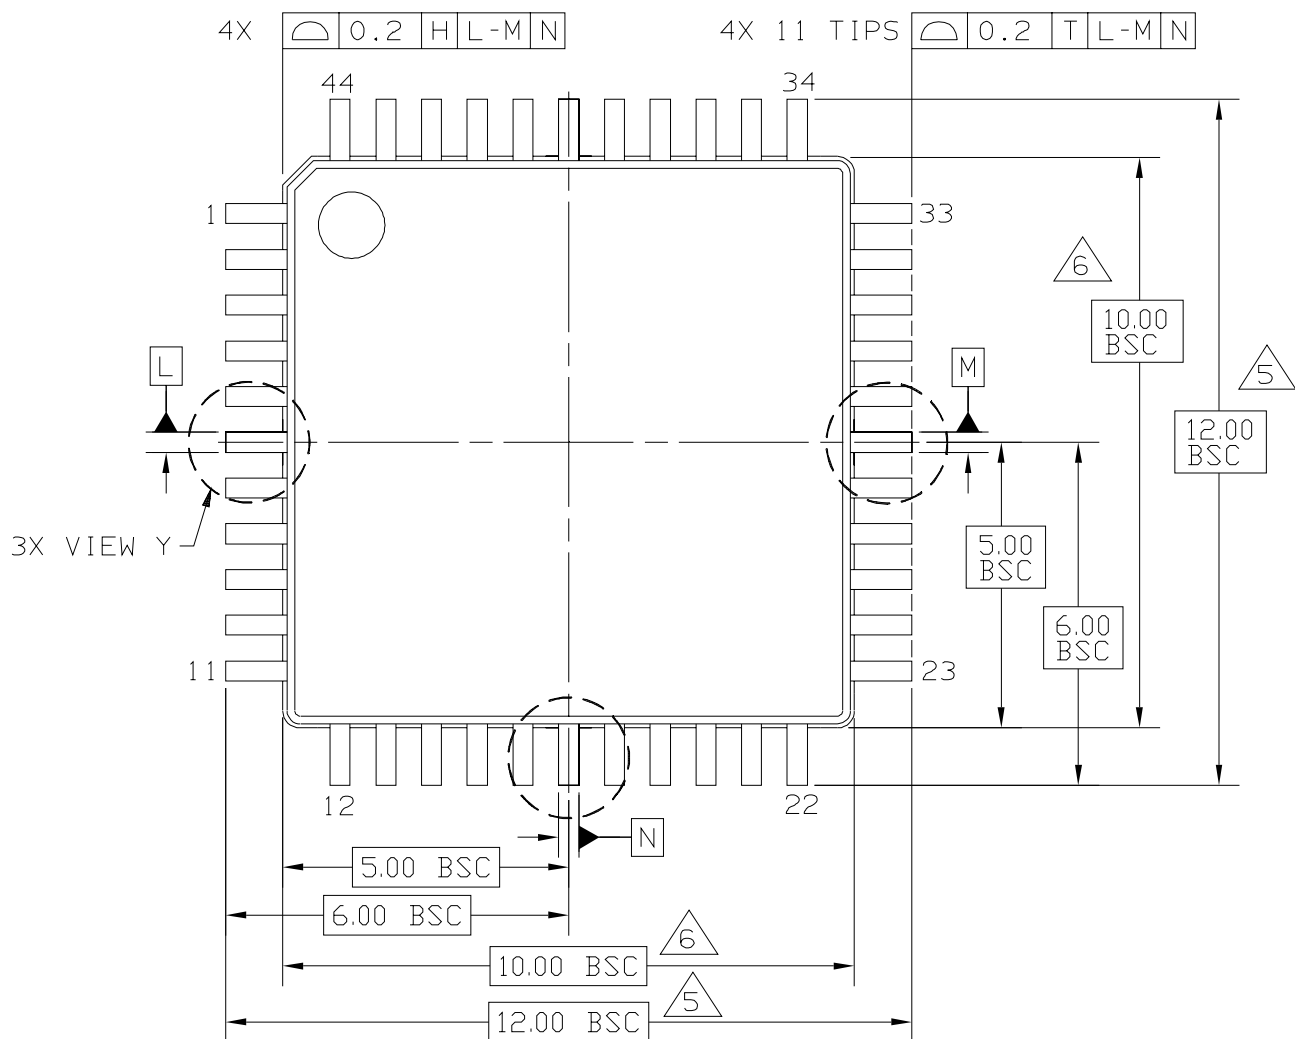 4X ⌓ 0.2 H L-M N
4X 11 TIPS ⌓ 0.2 T L-M N
44
34
1
33
6
10.00
BSC
L
M
5
12.00
BSC
3X VIEW Y
5.00
BSC
6.00
BSC
11
23
12
22
N
5.00 BSC
6.00 BSC
6
10.00 BSC
5
12.00 BSC